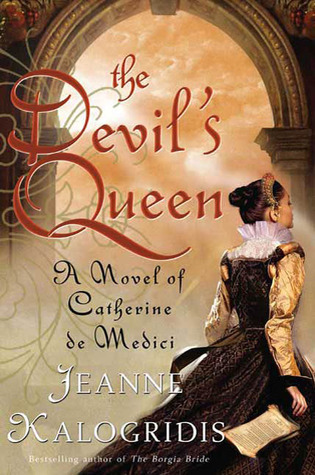 the
Devil's
Queen
A Novel of
Catherine
de Medici
JEANNE
KALOGRIDIS
Bestselling author of The Borgia Bride